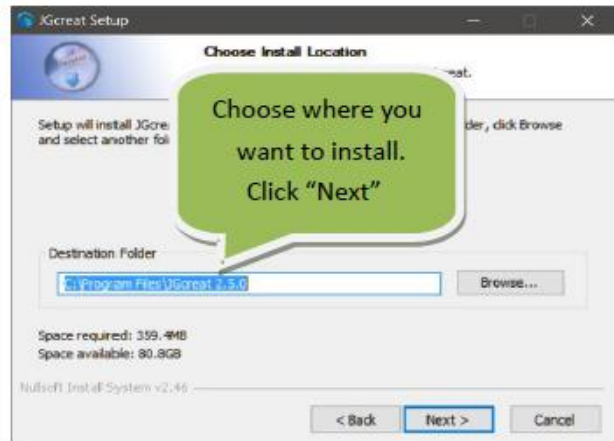 JGcreat Setup
Choose Install Location
eat.
Choose where you
want to install.
Click “Next”
Setup will install JGcre
der, click Browse
and select another fol
Destination Folder
C:\Program Files\JGcreat 2.5.0
Browse...
Space required: 359.4MB
Space available: 80.8GB
Nullsoft Install System v2.46
< Back
Next >
Cancel